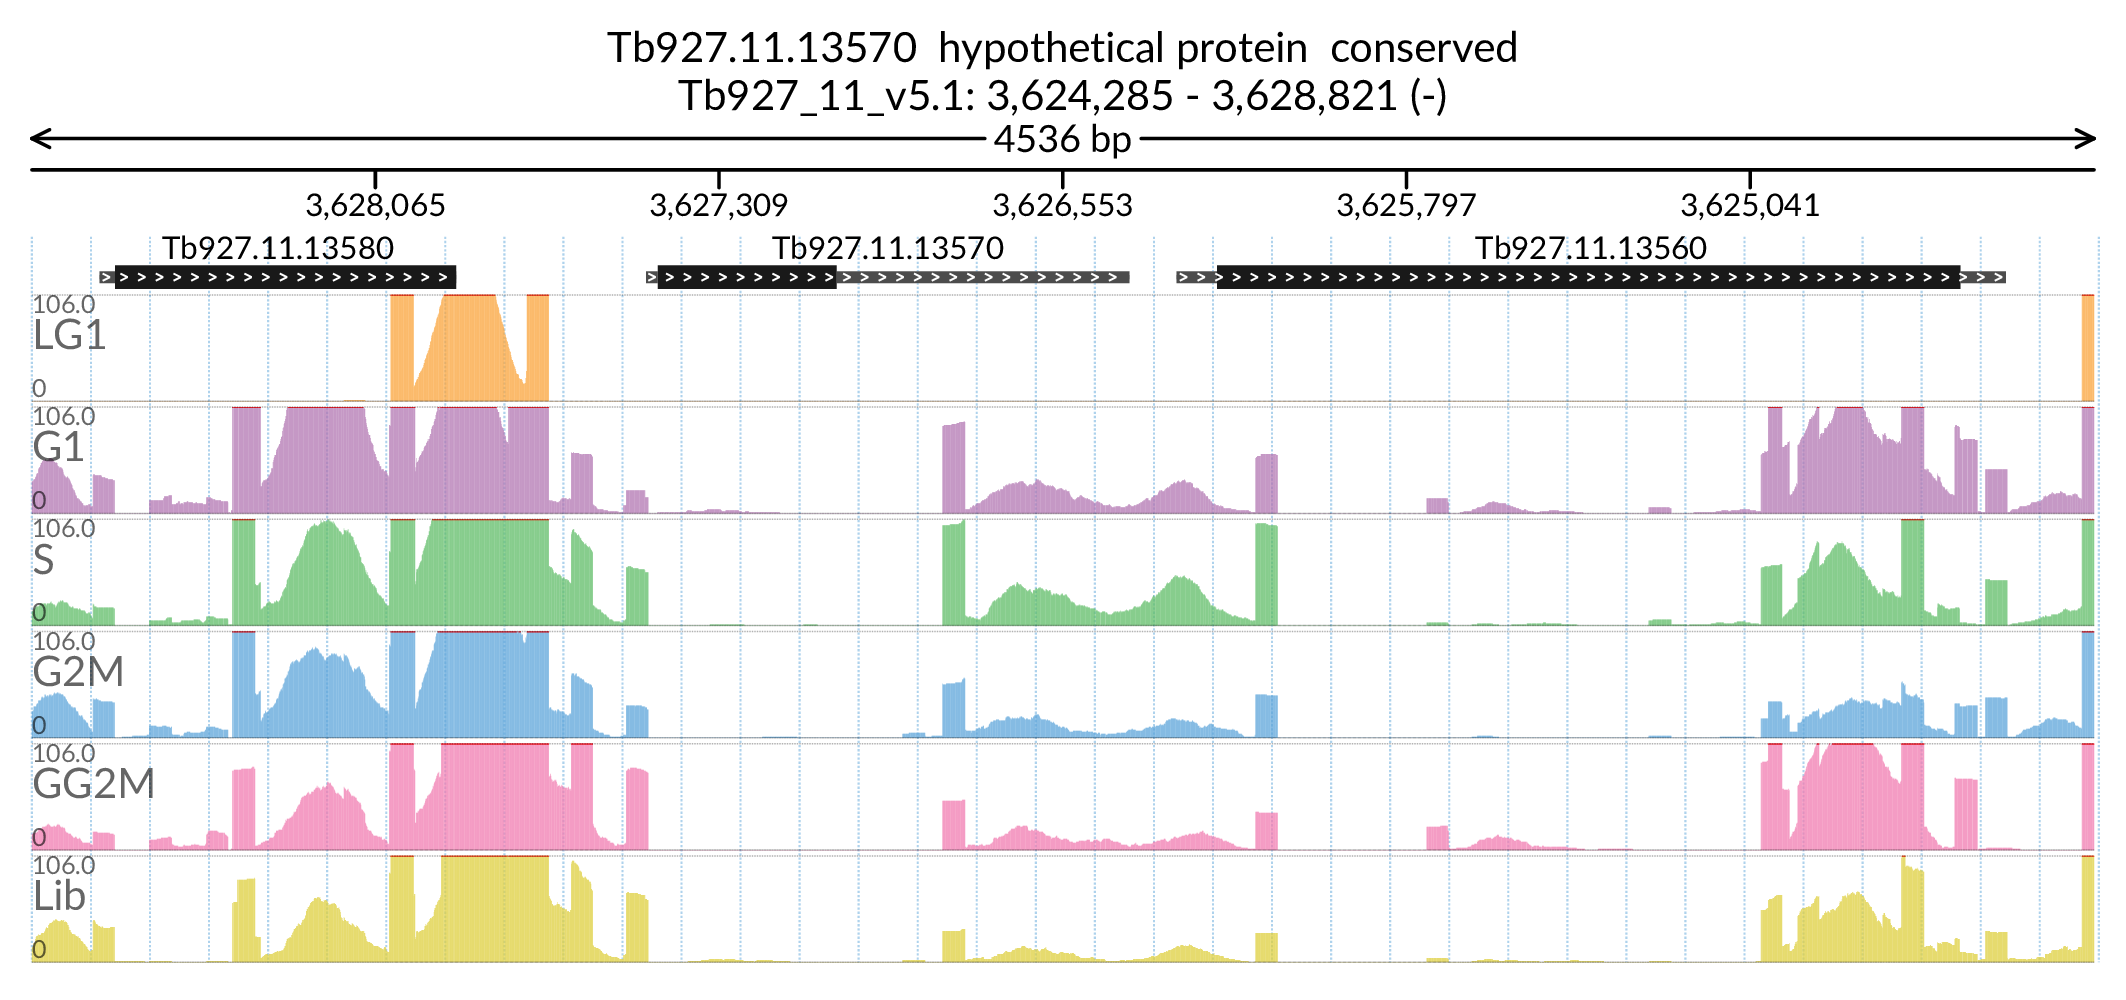 Tb927.11.13570  hypothetical protein  conserved
Tb927_11_v5.1: 3,624,285 - 3,628,821 (-)
4536 bp
3,628,065 3,627,309 3,626,553 3,625,797 3,625,041
Tb927.11.13580 Tb927.11.13570 Tb927.11.13560
106.0
LG1
0
106.0
G1
0
106.0
S
0
106.0
G2M
0
106.0
GG2M
0
106.0
Lib
0